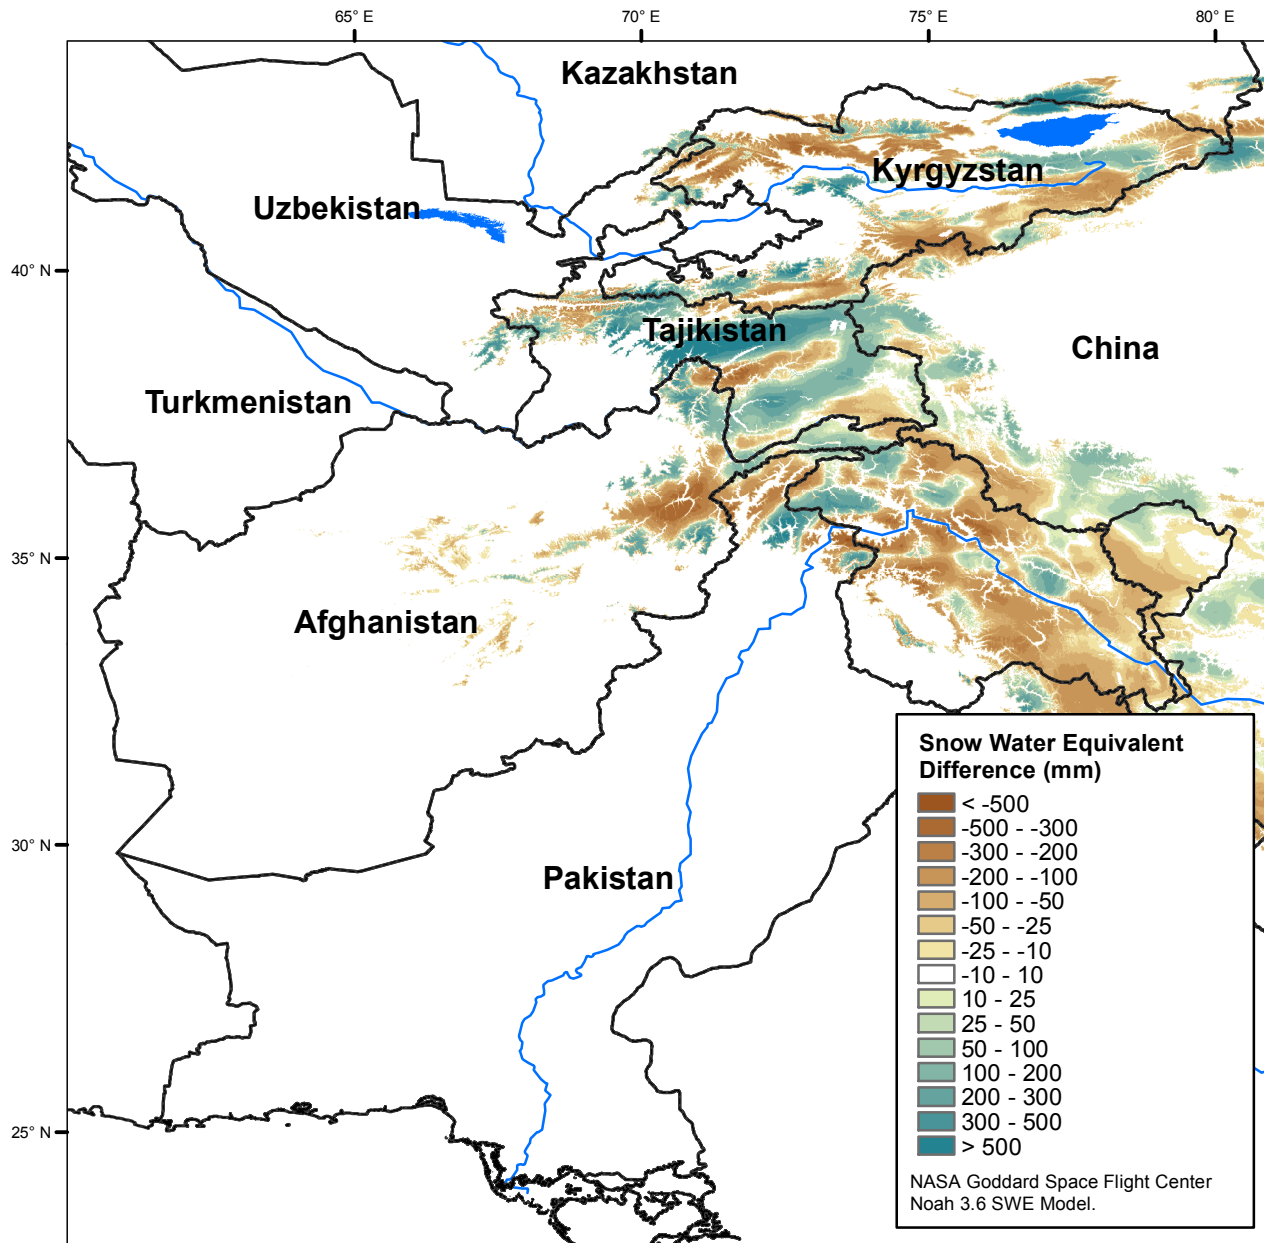 65° E
70° E
75° E
80° E
Kazakhstan
Kyrgyzstan
Uzbekistan
40° N
Tajikistan
China
Turkmenistan
35° N
Afghanistan
Snow Water Equivalent
Difference (mm)
< -500
-500 - -300
-300 - -200
-200 - -100
-100 - -50
-50 - -25
-25 - -10
-10 - 10
10 - 25
25 - 50
50 - 100
100 - 200
200 - 300
300 - 500
> 500
NASA Goddard Space Flight Center
Noah 3.6 SWE Model.
30° N
Pakistan
25° N